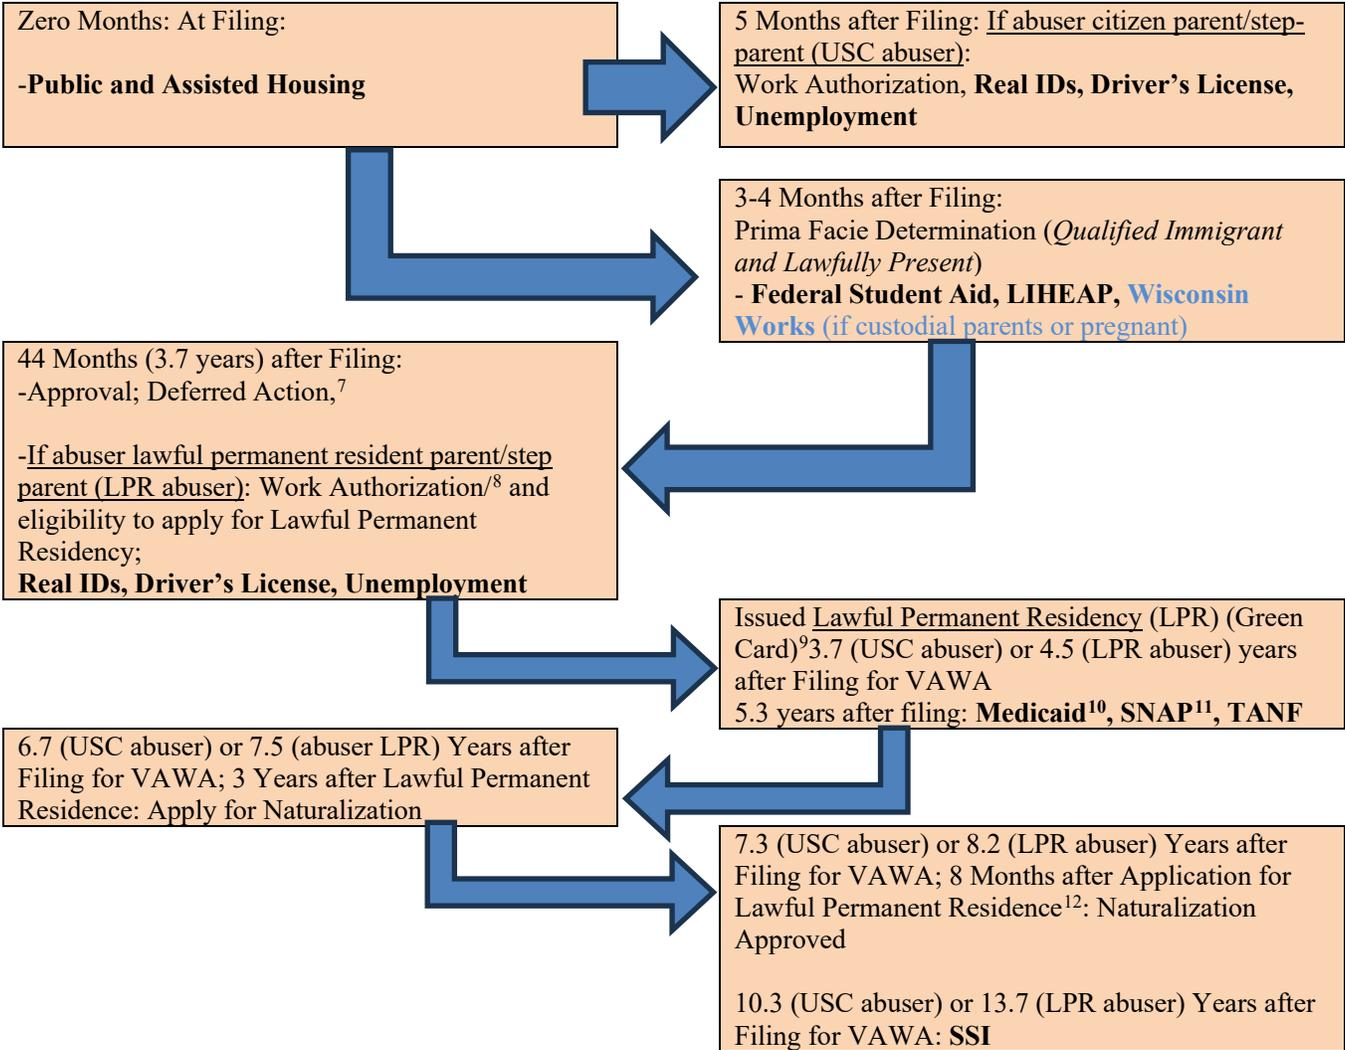 Zero Months: At Filing:
-Public and Assisted Housing
5 Months after Filing: If abuser citizen parent/step-
parent (USC abuser):
Work Authorization, Real IDs, Driver’s License,
Unemployment
3-4 Months after Filing:
Prima Facie Determination (Qualified Immigrant
and Lawfully Present)
- Federal Student Aid, LIHEAP, Wisconsin
Works (if custodial parents or pregnant)
44 Months (3.7 years) after Filing:
-Approval; Deferred Action,7
-If abuser lawful permanent resident parent/step
parent (LPR abuser): Work Authorization/8 and
eligibility to apply for Lawful Permanent
Residency;
Real IDs, Driver’s License, Unemployment
Issued Lawful Permanent Residency (LPR) (Green
Card)93.7 (USC abuser) or 4.5 (LPR abuser) years
after Filing for VAWA
5.3 years after filing: Medicaid10, SNAP11, TANF
6.7 (USC abuser) or 7.5 (abuser LPR) Years after
Filing for VAWA; 3 Years after Lawful Permanent
Residence: Apply for Naturalization
7.3 (USC abuser) or 8.2 (LPR abuser) Years after
Filing for VAWA; 8 Months after Application for
Lawful Permanent Residence12: Naturalization
Approved
10.3 (USC abuser) or 13.7 (LPR abuser) Years after
Filing for VAWA: SSI